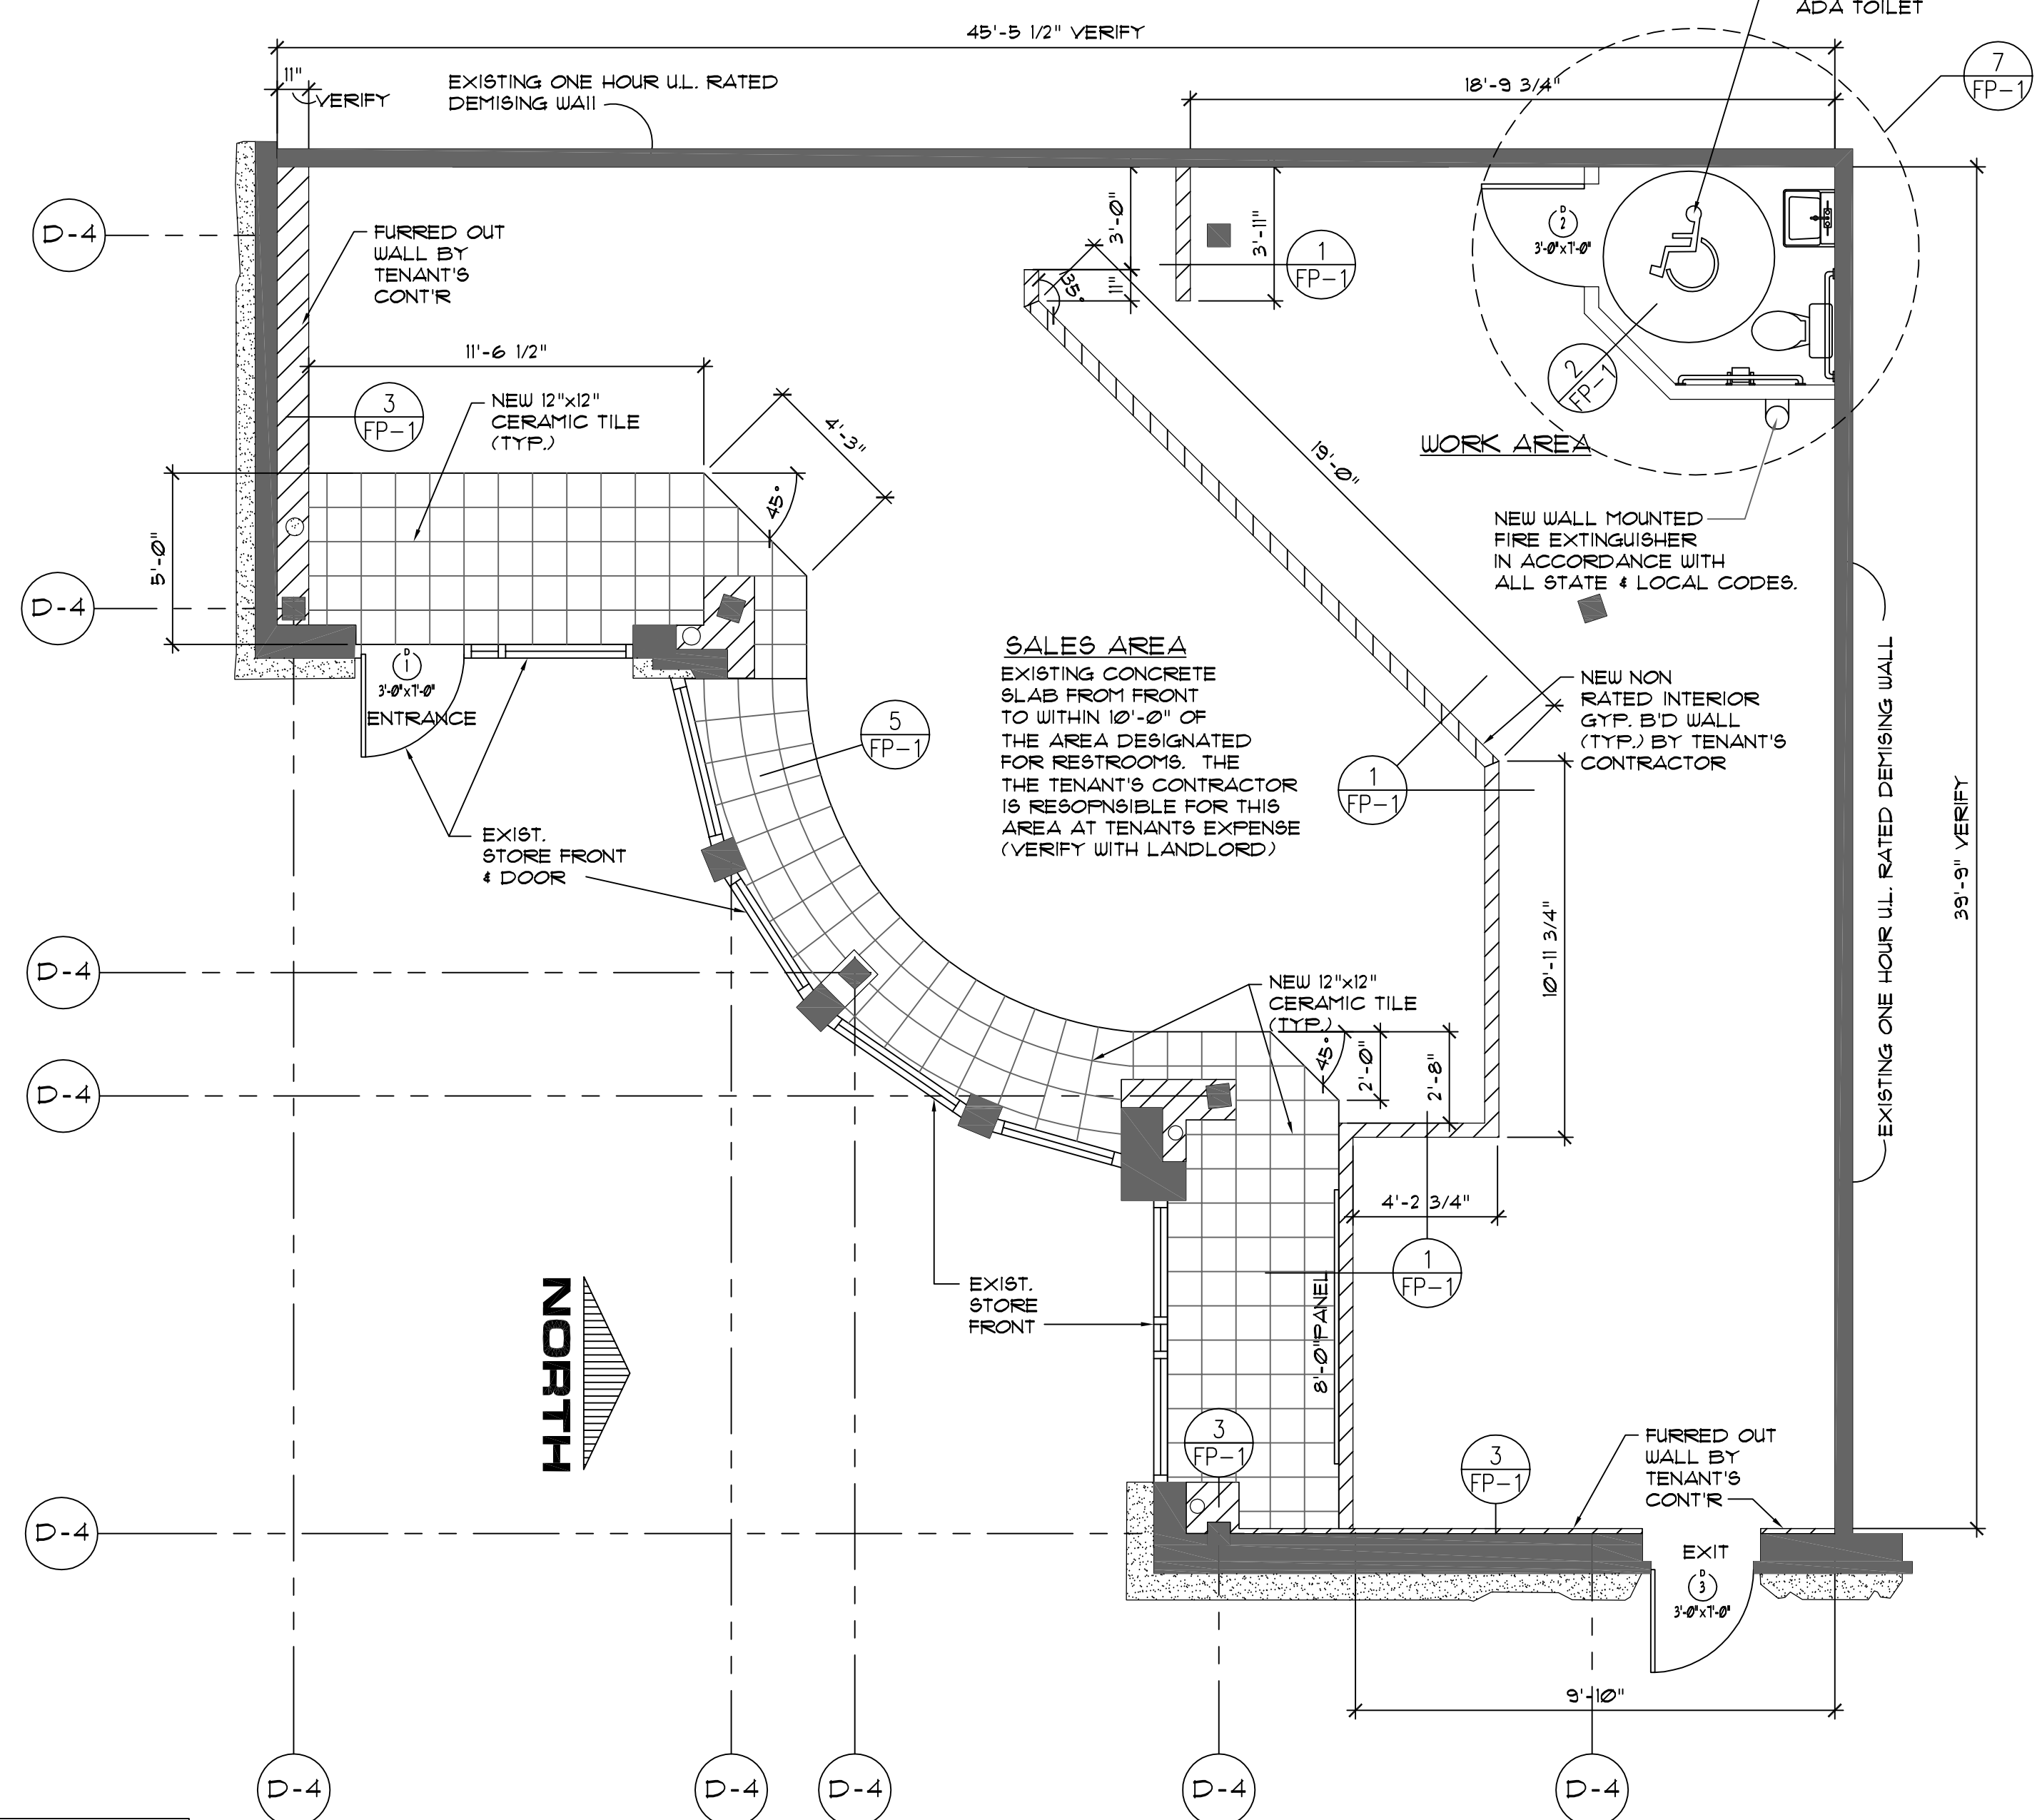 ADA TOILET
45'-5 1/2" VERIFY
7
FP-1
11"
VERIFY
EXISTING ONE HOUR U.L. RATED
DEMISING WAII
18'-9 3/4"
D-4
FURRED OUT
WALL BY
TENANT'S
CONT'R
3'-0"
11"
135°
3'-11"
1
FP-1
D
2
3'-0"x7'-0"
2
FP-1
11'-6 1/2"
3
FP-1
NEW 12"x12"
CERAMIC TILE
(TYP.)
4'-3"
45°
19'-0"
WORK AREA
NEW WALL MOUNTED
FIRE EXTINGUISHER
IN ACCORDANCE WITH
ALL STATE & LOCAL CODES.
5'-0"
D-4
D
1
3'-0"x7'-0"
ENTRANCE
SALES AREA
EXISTING CONCRETE
SLAB FROM FRONT
TO WITHIN 10'-0" OF
THE AREA DESIGNATED
FOR RESTROOMS. THE
THE TENANT'S CONTRACTOR
IS RESOPNSIBLE FOR THIS
AREA AT TENANTS EXPENSE
(VERIFY WITH LANDLORD)
NEW NON
RATED INTERIOR
GYP. B'D WALL
(TYP.) BY TENANT'S
CONTRACTOR
5
FP-1
1
FP-1
EXISTING ONE HOUR U.L. RATED DEMISING WALL
39'-9" VERIFY
EXIST.
STORE FRONT
& DOOR
10'-11 3/4"
D-4
NEW 12"x12"
CERAMIC TILE
(TYP.)
45°
2'-0"
2'-8"
D-4
4'-2 3/4"
1
FP-1
NORTH
EXIST.
STORE
FRONT
8'-0"PANEL
3
FP-1
3
FP-1
FURRED OUT
WALL BY
TENANT'S
CONT'R
D-4
EXIT
D
3
3'-0"x7'-0"
9'-10"
D-4
D-4
D-4
D-4
D-4